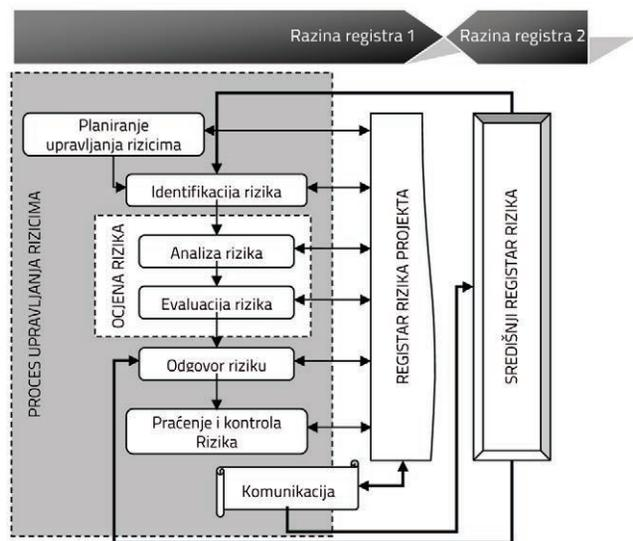 Razina registra 1
Razina registra 2
PROCES UPRAVLJANJA RIZICIMA
Planiranje
upravljanja rizicima
Identifikacija rizika
OCJENA RIZIKA
Analiza rizika
Evaluacija rizika
Odgovor riziku
Praćenje i kontrola
Rizika
Komunikacija
REGISTAR RIZIKA PROJEKTA
SREDIŠNJI REGISTAR RIZIKA